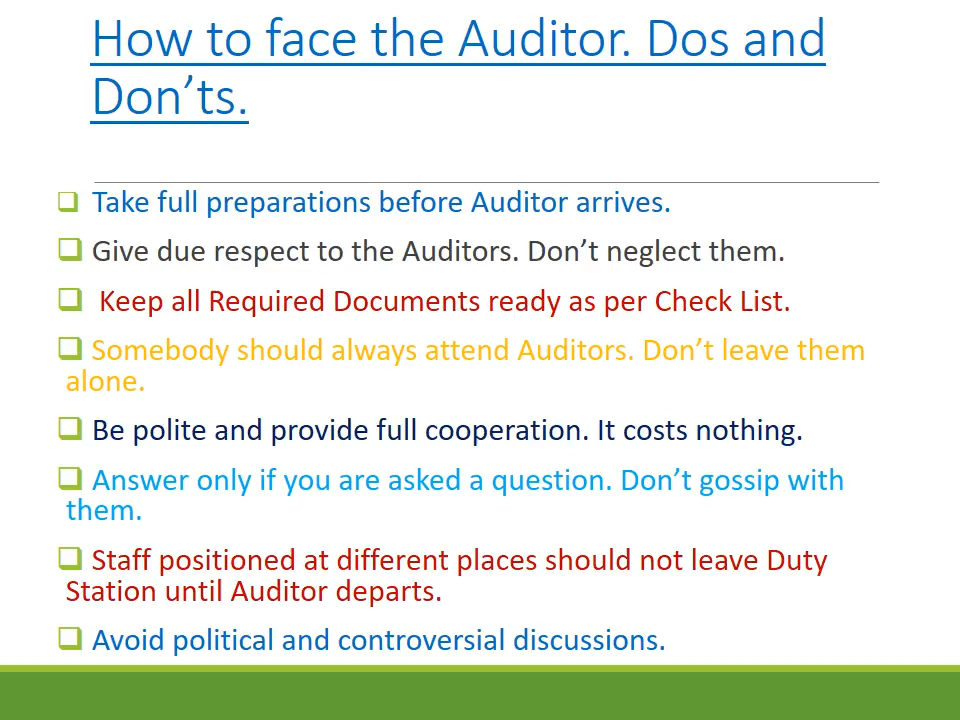 How to face the Auditor. Dos and
Don’ts.
Take full preparations before Auditor arrives.
Give due respect to the Auditors. Don’t neglect them.
Keep all Required Documents ready as per Check List.
Somebody should always attend Auditors. Don’t leave them
alone.
Be polite and provide full cooperation. It costs nothing.
Answer only if you are asked a question. Don’t gossip with
them.
Staff positioned at different places should not leave Duty
Station until Auditor departs.
Avoid political and controversial discussions.